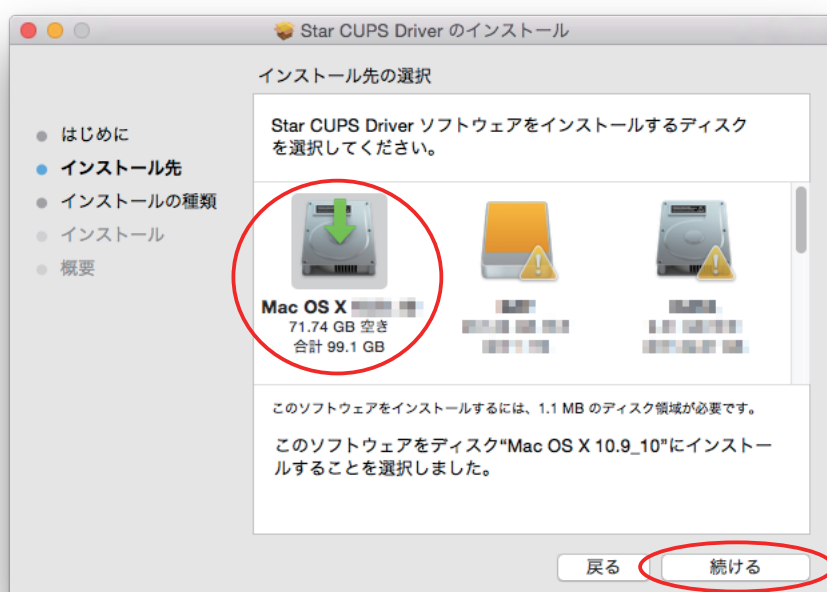 Star CUPS Driver のインストール
インストール先の選択
はじめに
インストール先
インストールの種類
インストール
概要
Star CUPS Driver ソフトウェアをインストールするディスク
を選択してください。
Mac OS X
71.74 GB 空き
合計 99.1 GB
このソフトウェアをインストールするには、1.1 MB のディスク領域が必要です。
このソフトウェアをディスク“Mac OS X 10.9_10”にインストー
ルすることを選択しました。
戻る
続ける